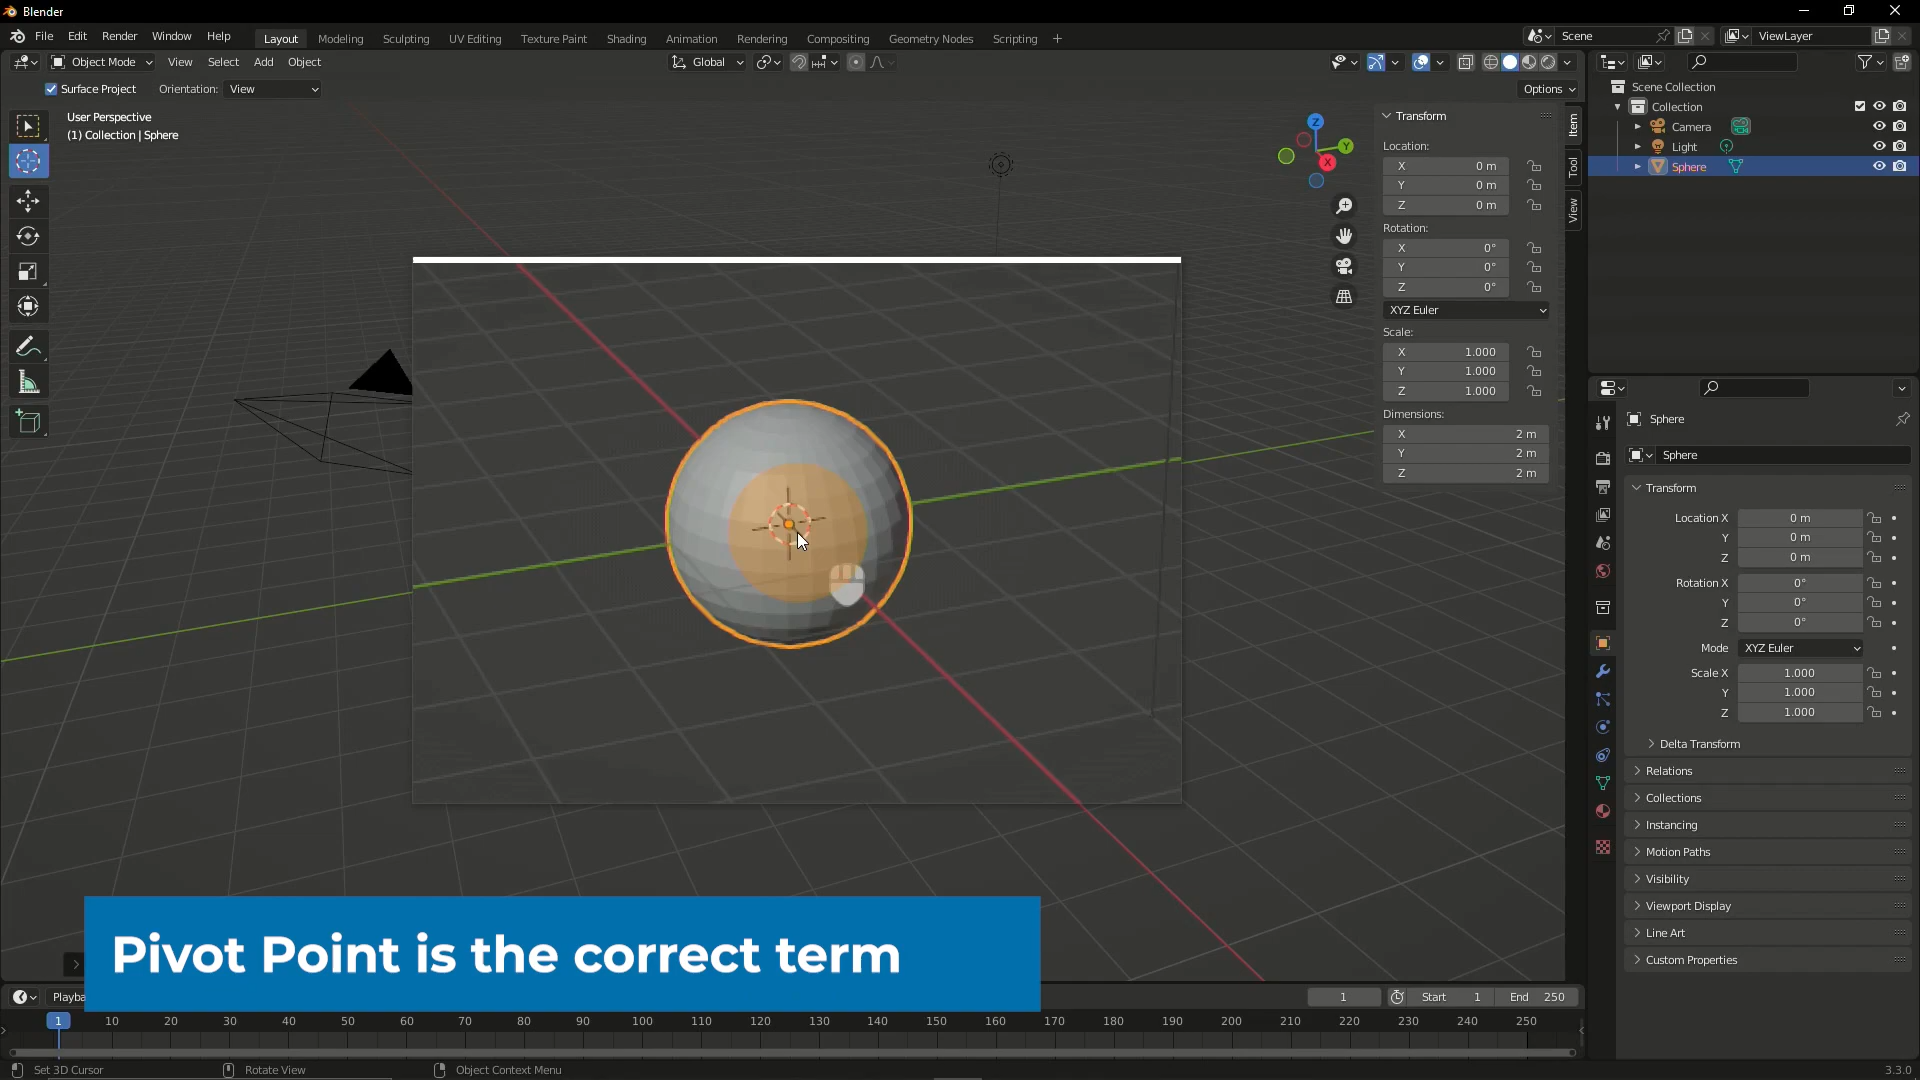 Blender
File Edit Render Window Help
Layout Modeling Sculpting UV Editing Texture Paint Shading Animation Rendering Compositing Geometry Nodes Scripting +
Scene
ViewLayer
Object Mode View Select Add Object
Global
Surface Project Orientation: View
Options
User Perspective
(1) Collection | Sphere
Z
Y
X
Item
Tool
View
Transform
Location:
X 0 m
Y 0 m
Z 0 m
Rotation:
X 0°
Y 0°
Z 0°
XYZ Euler
Scale:
X 1.000
Y 1.000
Z 1.000
Dimensions:
X 2 m
Y 2 m
Z 2 m
Scene Collection
Collection
Camera
Light
Sphere
Sphere
Sphere
Transform
Location X 0 m
Y 0 m
Z 0 m
Rotation X 0°
Y 0°
Z 0°
Mode XYZ Euler
Scale X 1.000
Y 1.000
Z 1.000
Delta Transform
Relations
Collections
Instancing
Motion Paths
Visibility
Viewport Display
Line Art
Custom Properties
Pivot Point is the correct term
Playba
1 Start 1 End 250
1 10 20 30 40 50 60 70 80 90 100 110 120 130 140 150 160 170 180 190 200 210 220 230 240 250
Set 3D Cursor Rotate View Object Context Menu
3.3.0